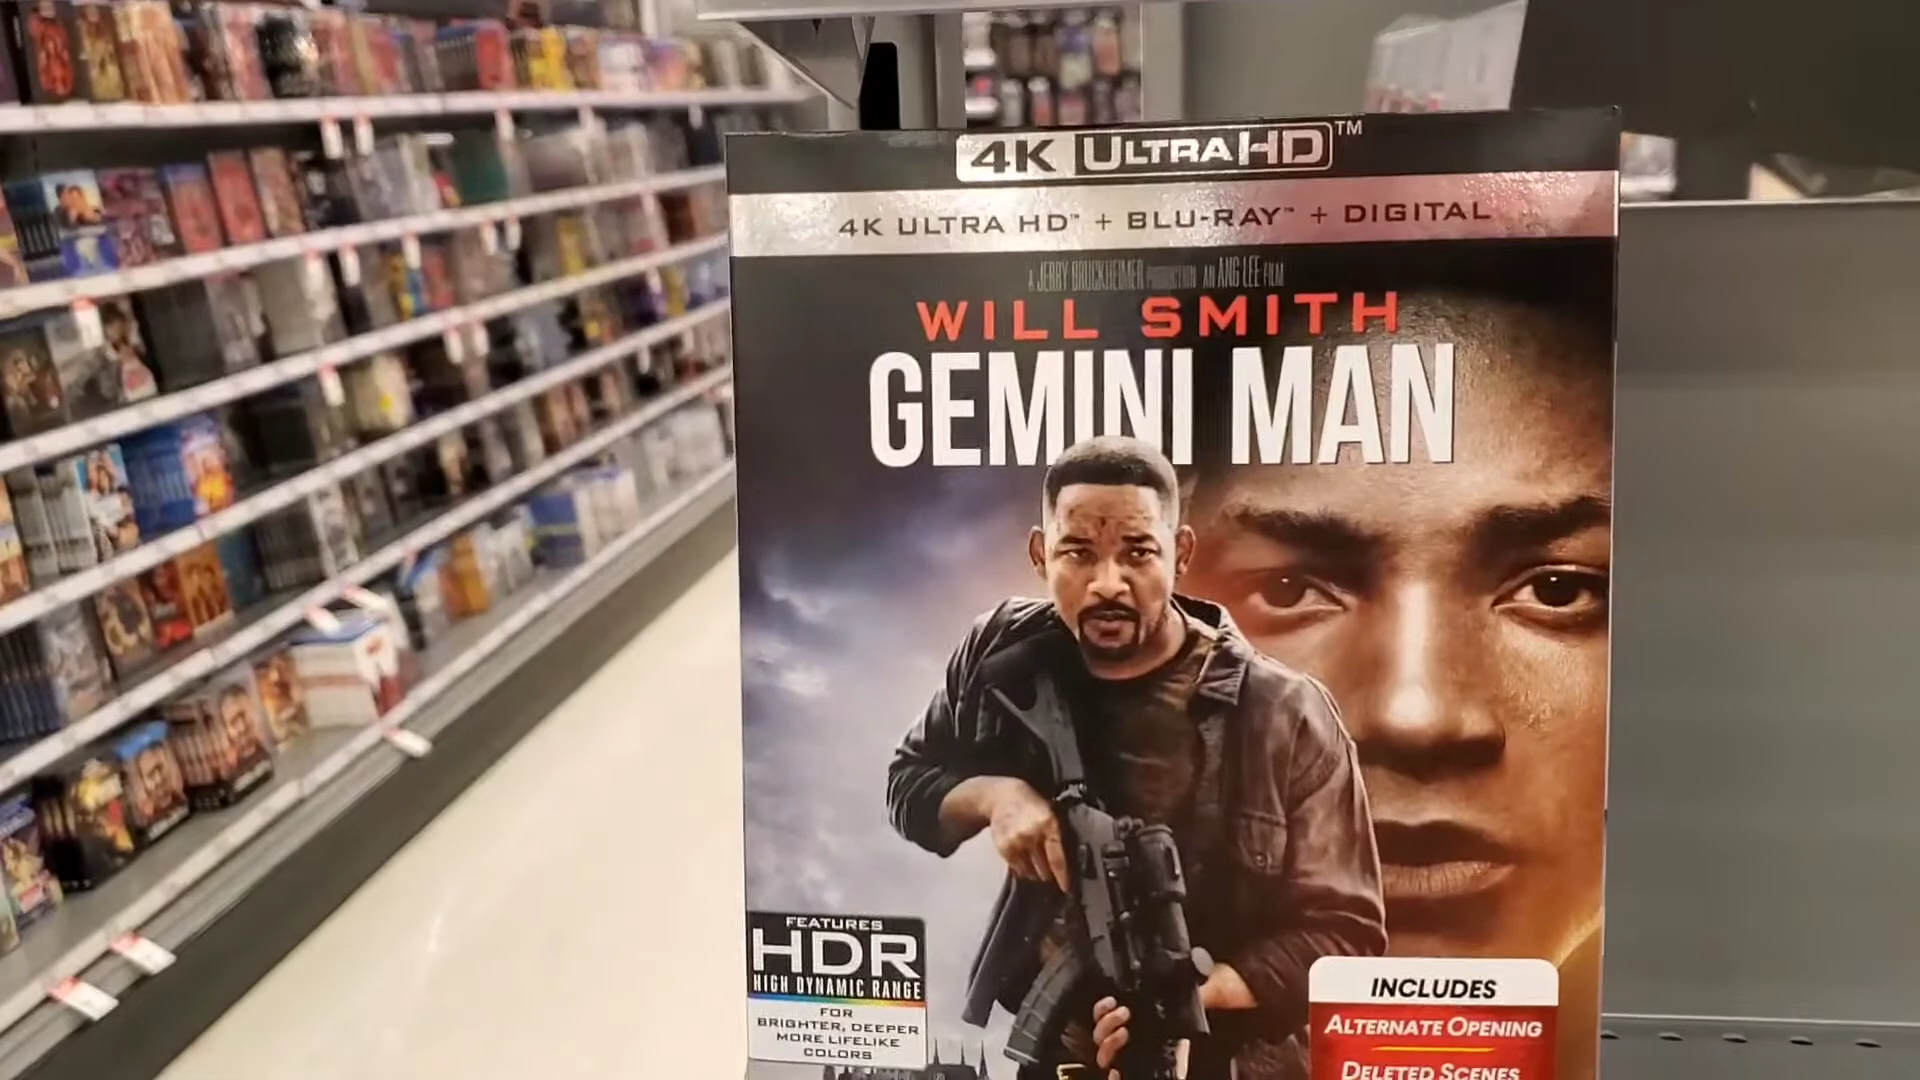 4K ULTRA HD™
4K ULTRA HD™ + BLU-RAY™ + DIGITAL
A JERRY BRUCKHEIMER PRODUCTION AN ANG LEE FILM
WILL SMITH
GEMINI MAN
FEATURES
HDR
HIGH DYNAMIC RANGE
FOR
BRIGHTER, DEEPER
MORE LIFELIKE
COLORS
INCLUDES
ALTERNATE OPENING
DELETED SCENES